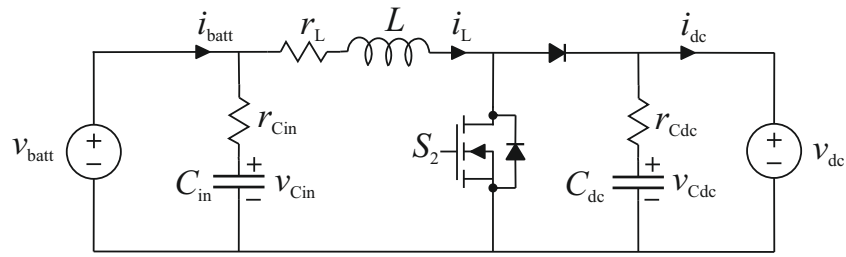 i_batt r_L L i_L i_dc
v_batt + − r_Cin C_in + − v_Cin S_2 r_Cdc C_dc + − v_Cdc + − v_dc